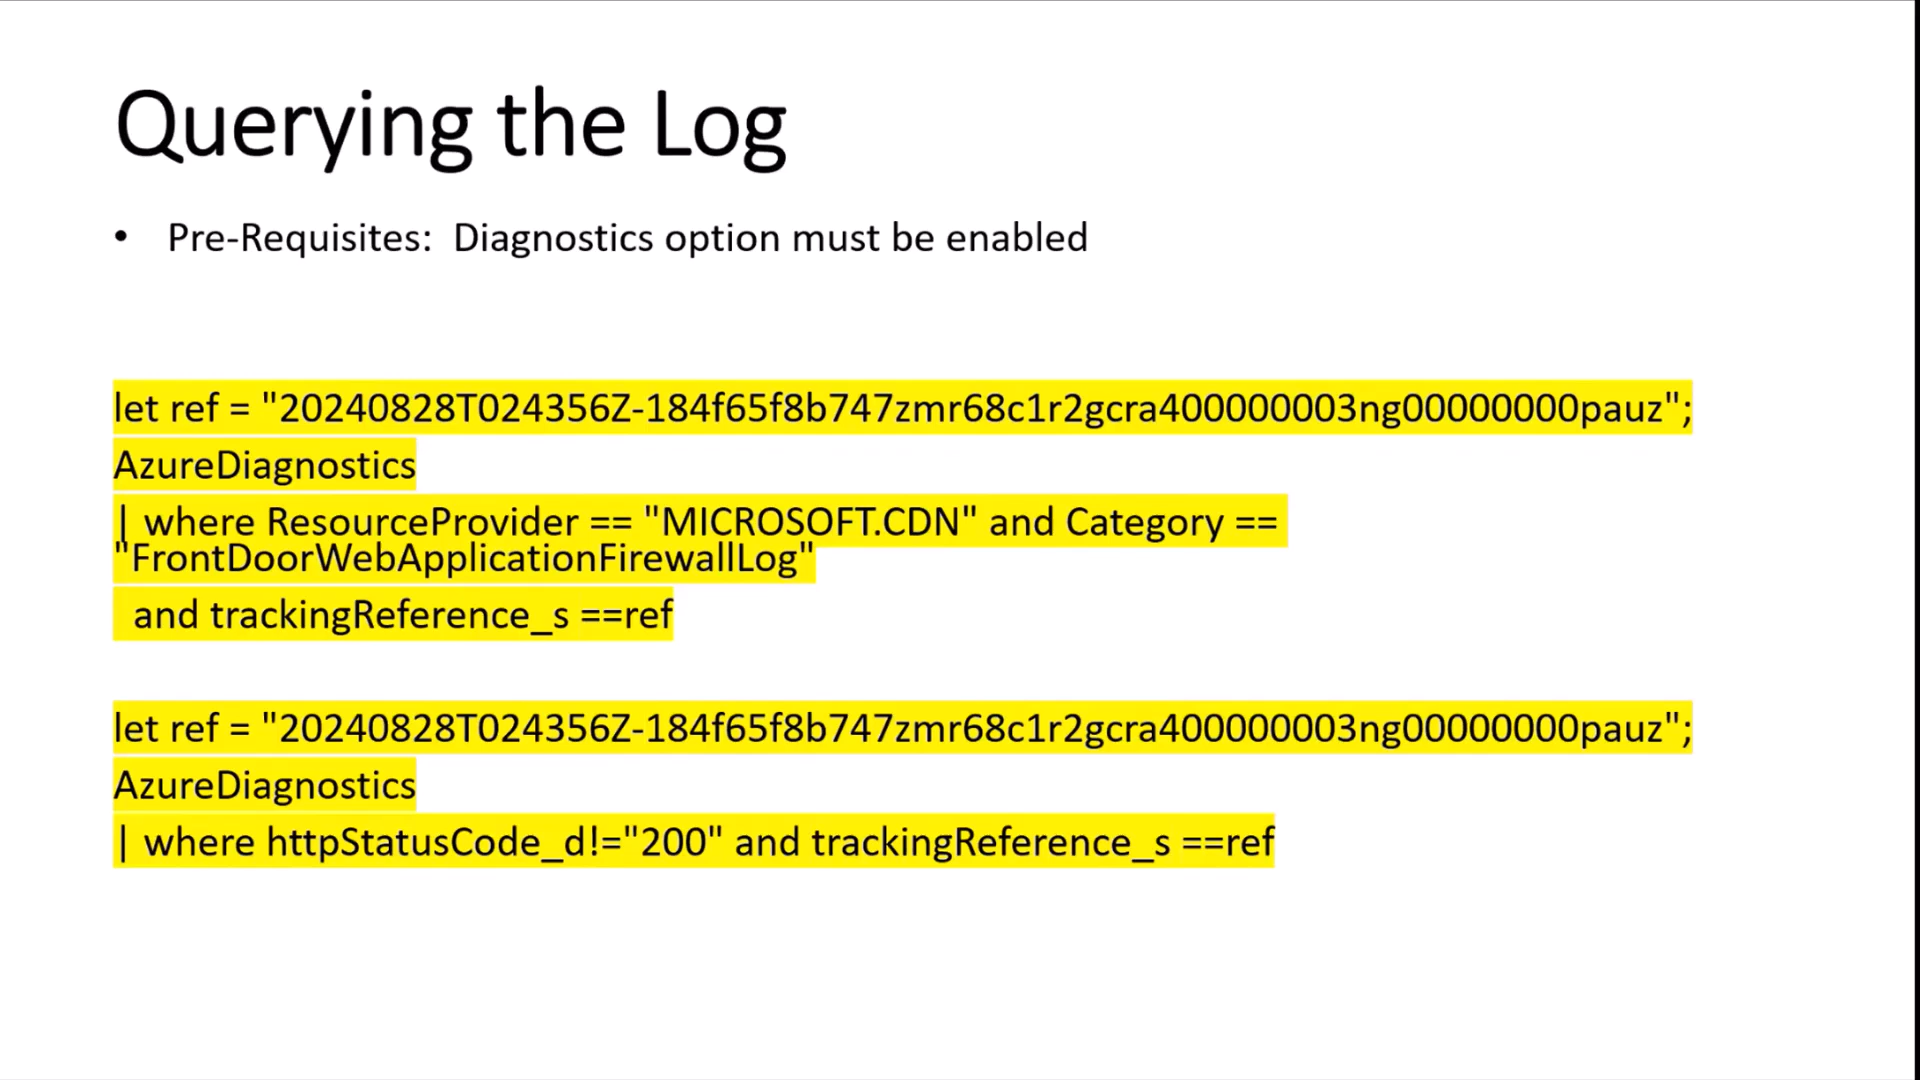 Querying the Log
• Pre-Requisites:  Diagnostics option must be enabled
let ref = "20240828T024356Z-184f65f8b747zmr68c1r2gcra400000003ng00000000pauz";
AzureDiagnostics
| where ResourceProvider == "MICROSOFT.CDN" and Category ==
"FrontDoorWebApplicationFirewallLog"
and trackingReference_s ==ref
let ref = "20240828T024356Z-184f65f8b747zmr68c1r2gcra400000003ng00000000pauz";
AzureDiagnostics
| where httpStatusCode_d!="200" and trackingReference_s ==ref